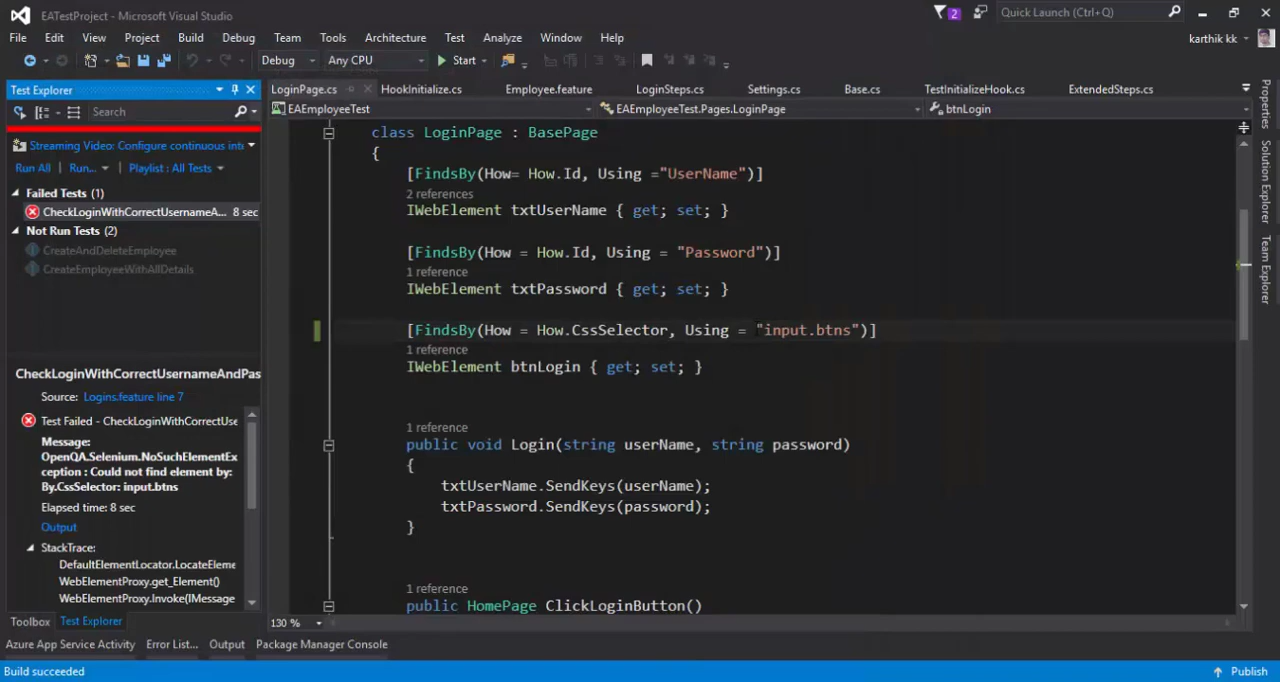 EATestProject - Microsoft Visual Studio
2
Quick Launch (Ctrl+Q)
File Edit View Project Build Debug Team Tools Architecture Test Analyze Window Help
karthik kk
Debug Any CPU Start
Test Explorer
LoginPage.cs HookInitialize.cs Employee.feature LoginSteps.cs Settings.cs Base.cs TestInitializeHook.cs ExtendedSteps.cs
Search
EAEmployeeTest EAEmployeeTest.Pages.LoginPage btnLogin
Streaming Video: Configure continuous inte
Run All Run... Playlist : All Tests
Failed Tests (1)
CheckLoginWithCorrectUsernameA... 8 sec
Not Run Tests (2)
CreateAndDeleteEmployee
CreateEmployeeWithAllDetails
CheckLoginWithCorrectUsernameAndPas
Source: Logins.feature line 7
Test Failed - CheckLoginWithCorrectUse
Message:
OpenQA.Selenium.NoSuchElementEx
ception : Could not find element by:
By.CssSelector: input.btns
Elapsed time: 8 sec
Output
StackTrace:
DefaultElementLocator.LocateEleme
WebElementProxy.get_Element()
WebElementProxy.Invoke(IMessage
class LoginPage : BasePage
{
[FindsBy(How= How.Id, Using ="UserName")]
2 references
IWebElement txtUserName { get; set; }
[FindsBy(How = How.Id, Using = "Password")]
1 reference
IWebElement txtPassword { get; set; }
[FindsBy(How = How.CssSelector, Using = "input.btns")]
1 reference
IWebElement btnLogin { get; set; }
1 reference
public void Login(string userName, string password)
{
txtUserName.SendKeys(userName);
txtPassword.SendKeys(password);
}
1 reference
public HomePage ClickLoginButton()
130 %
Properties
Solution Explorer
Team Explorer
Toolbox Test Explorer
Azure App Service Activity Error List... Output Package Manager Console
Build succeeded
Publish